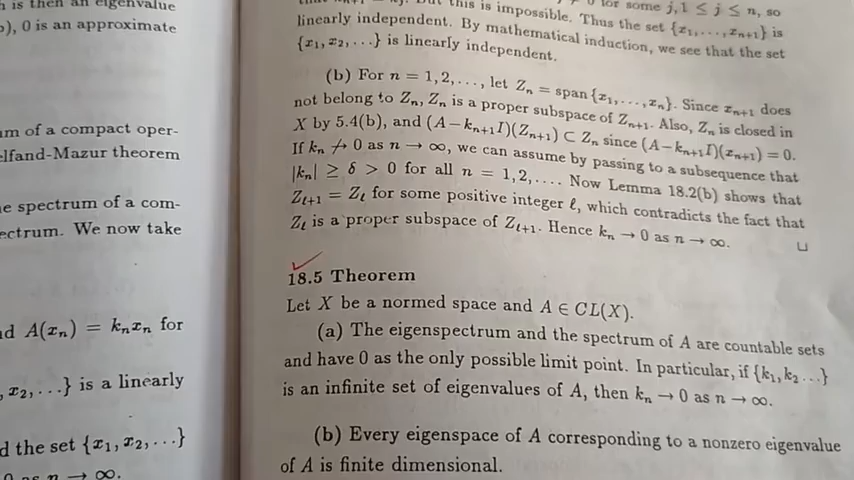 is then an eigenvalue
), 0 is an approximate
m of a compact oper-
elfand-Mazur theorem
e spectrum of a com-
ectrum. We now take
d A(xₙ) = kₙxₙ for
, x₂, …} is a linearly
d the set {x₁, x₂, …}
as n → ∞.
0 for some j, 1 ≤ j ≤ n, so
this is impossible. Thus the set {x₁, …, xₙ₊₁} is
linearly independent. By mathematical induction, we see that the set
{x₁, x₂, …} is linearly independent.
(b) For n = 1, 2, …, let Zₙ = span {x₁, …, xₙ}. Since xₙ₊₁ does
not belong to Zₙ, Zₙ is a proper subspace of Zₙ₊₁. Also, Zₙ is closed in
X by 5.4(b), and (A−kₙ₊₁I)(Zₙ₊₁) ⊂ Zₙ since (A−kₙ₊₁I)(xₙ₊₁) = 0.
If kₙ ↛ 0 as n → ∞, we can assume by passing to a subsequence that
|kₙ| ≥ δ > 0 for all n = 1, 2, …. Now Lemma 18.2(b) shows that
Zℓ₊₁ = Zℓ for some positive integer ℓ, which contradicts the fact that
Zℓ is a proper subspace of Zℓ₊₁. Hence kₙ → 0 as n → ∞.
18.5 Theorem
Let X be a normed space and A ∈ CL(X).
(a) The eigenspectrum and the spectrum of A are countable sets
and have 0 as the only possible limit point. In particular, if {k₁, k₂ …}
is an infinite set of eigenvalues of A, then kₙ → 0 as n → ∞.
(b) Every eigenspace of A corresponding to a nonzero eigenvalue
of A is finite dimensional.